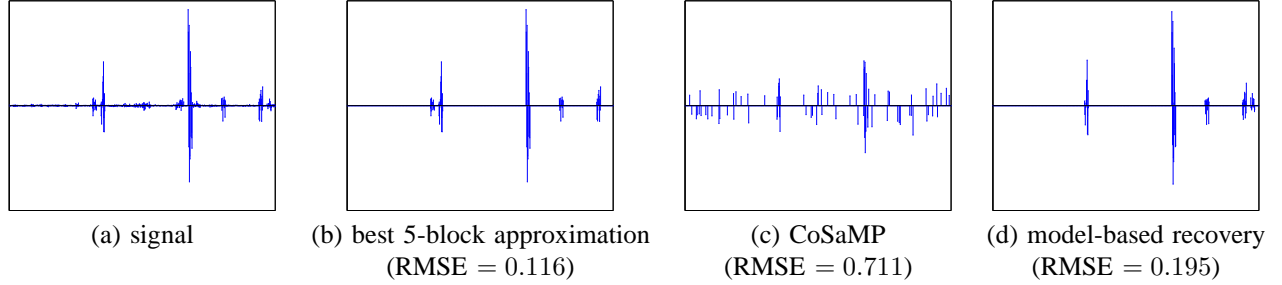 (a) signal
(b) best 5-block approximation
(RMSE = 0.116)
(c) CoSaMP
(RMSE = 0.711)
(d) model-based recovery
(RMSE = 0.195)